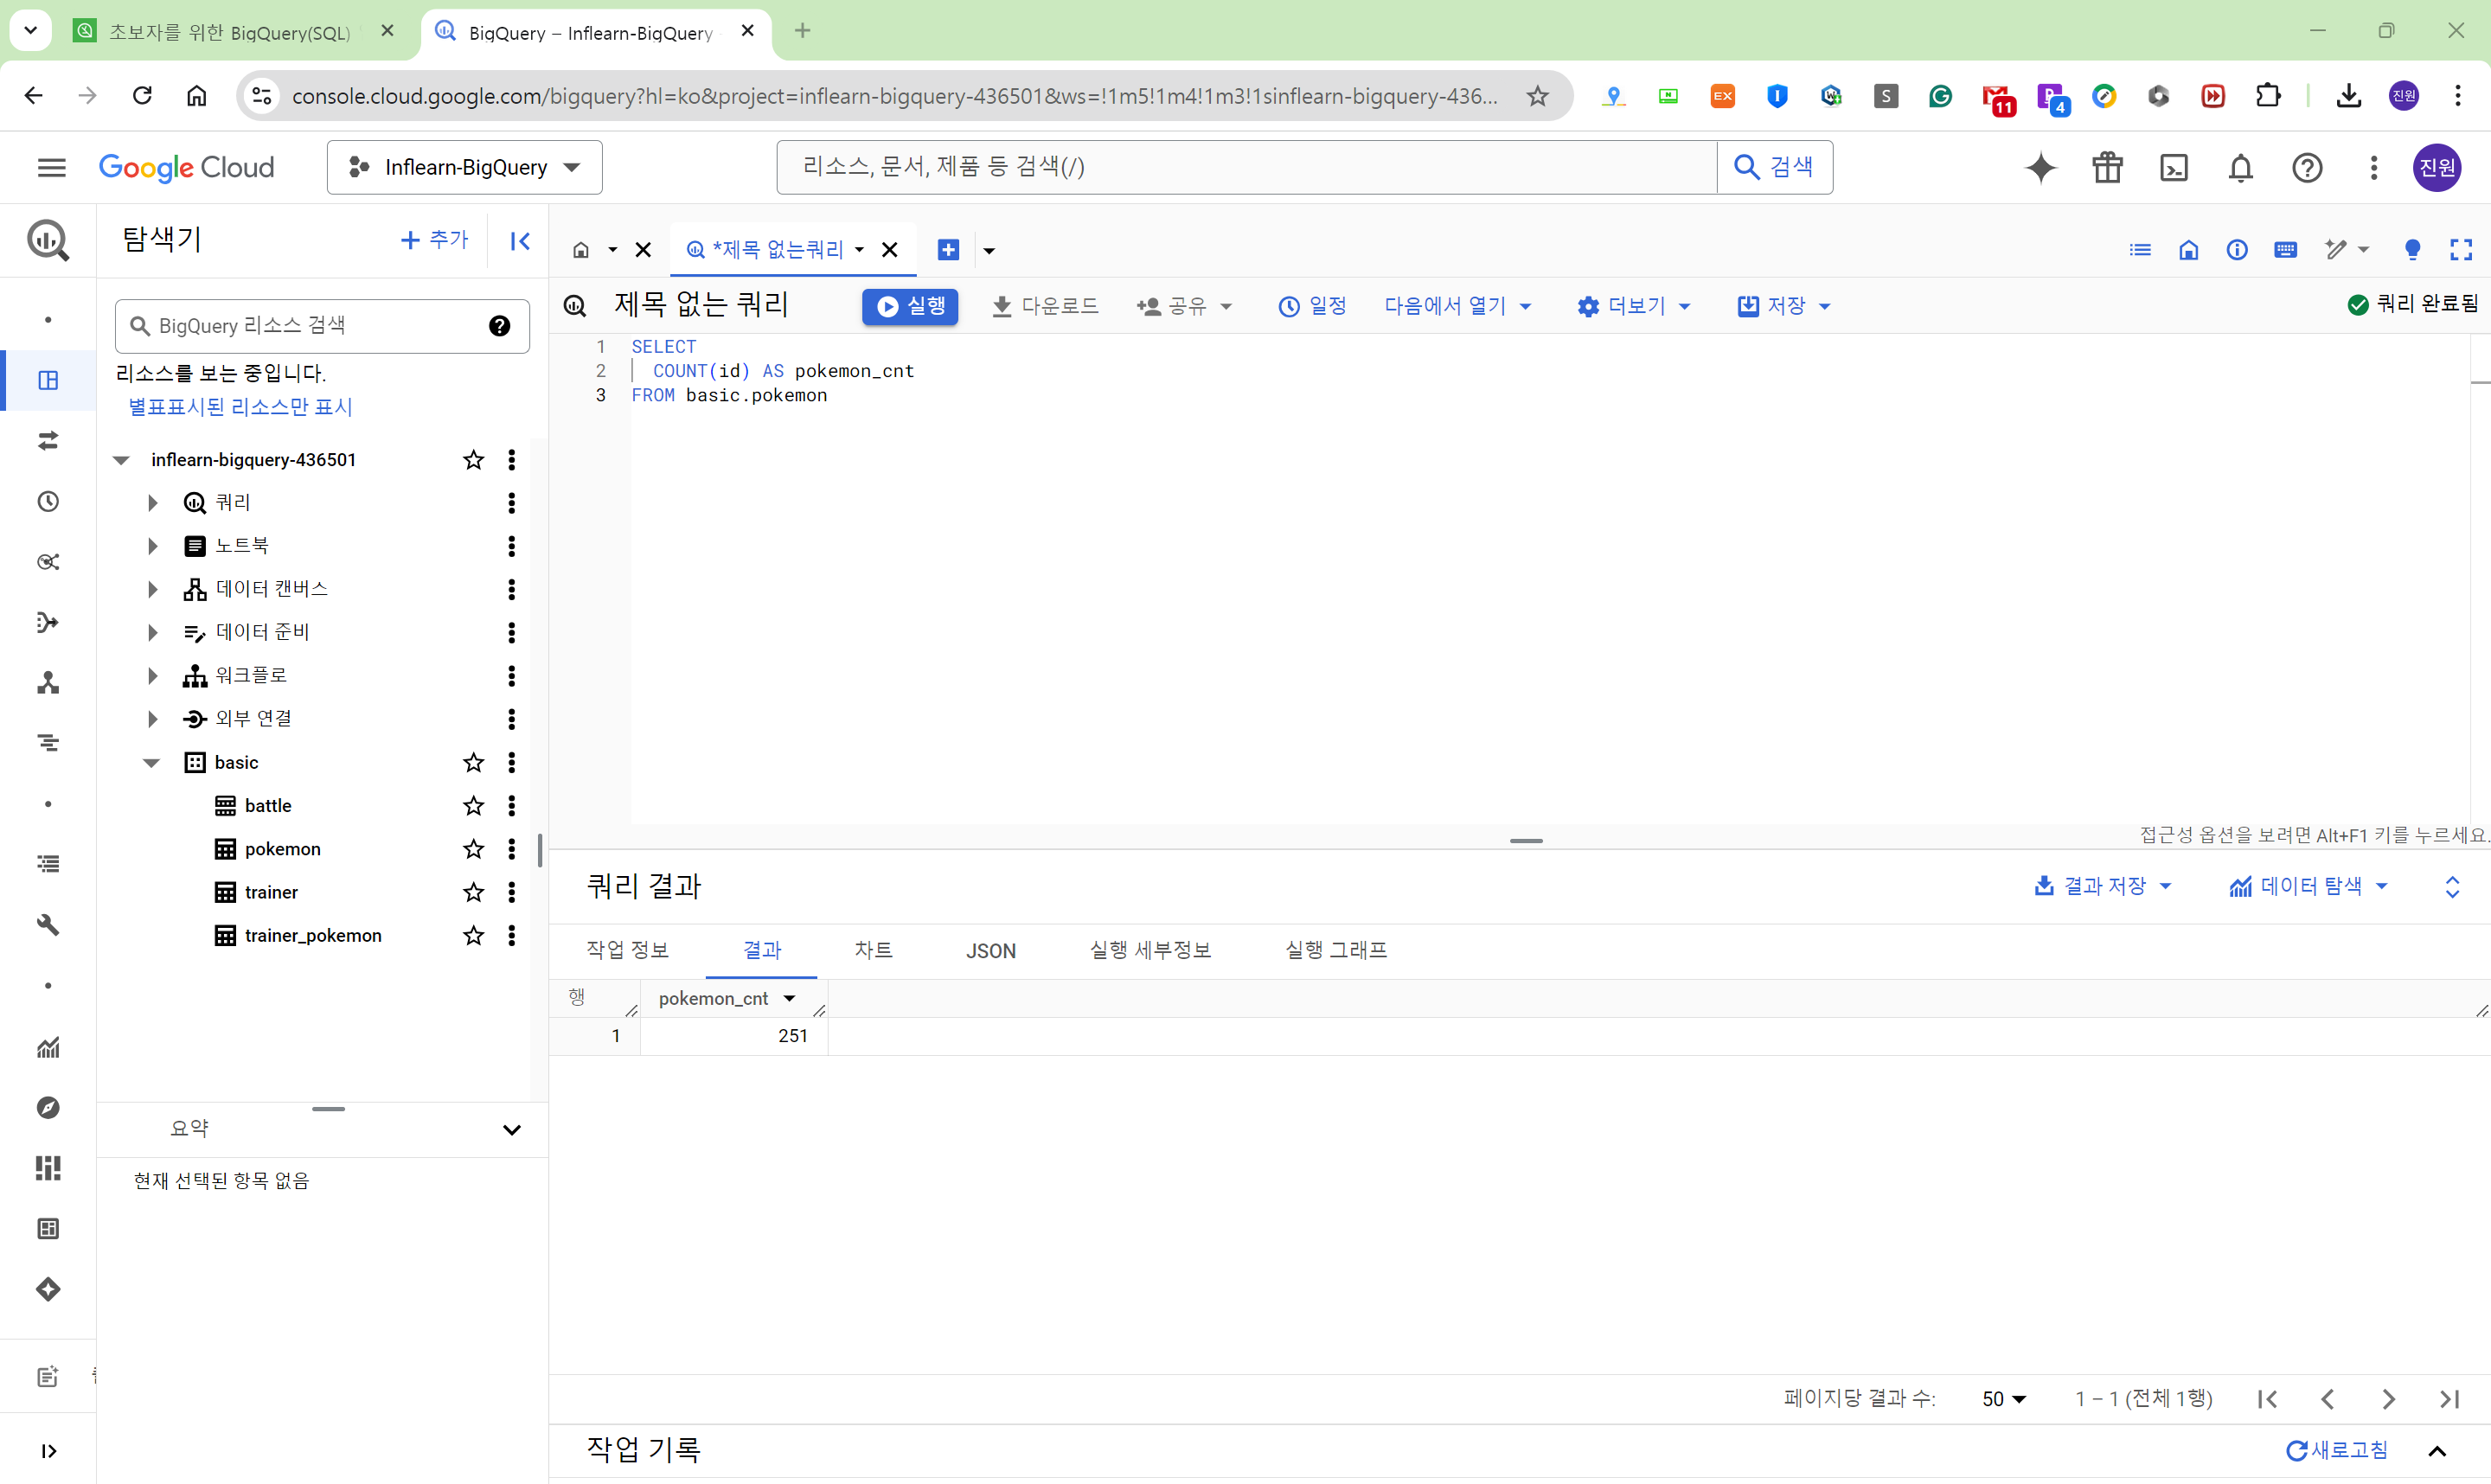 초보자를 위한 BigQuery(SQL)
BigQuery – Inflearn-BigQuery
console.cloud.google.com/bigquery?hl=ko&project=inflearn-bigquery-436501&ws=!1m5!1m4!1m3!1sinflearn-bigquery-436...
EX
S
11
4
진원
Google Cloud
Inflearn-BigQuery
리소스, 문서, 제품 등 검색(/)
검색
진원
탐색기
추가
*제목 없는쿼리
BigQuery 리소스 검색
제목 없는 쿼리
실행
다운로드
공유
일정
다음에서 열기
더보기
저장
쿼리 완료됨
리소스를 보는 중입니다.
별표표시된 리소스만 표시
1 SELECT
2 COUNT(id) AS pokemon_cnt
3 FROM basic.pokemon
inflearn-bigquery-436501
쿼리
노트북
데이터 캔버스
데이터 준비
워크플로
외부 연결
basic
battle
pokemon
trainer
trainer_pokemon
요약
현재 선택된 항목 없음
접근성 옵션을 보려면 Alt+F1 키를 누르세요.
쿼리 결과
결과 저장
데이터 탐색
작업 정보
결과
차트
JSON
실행 세부정보
실행 그래프
행 pokemon_cnt
1 251
페이지당 결과 수: 50 1 – 1 (전체 1행)
작업 기록
새로고침